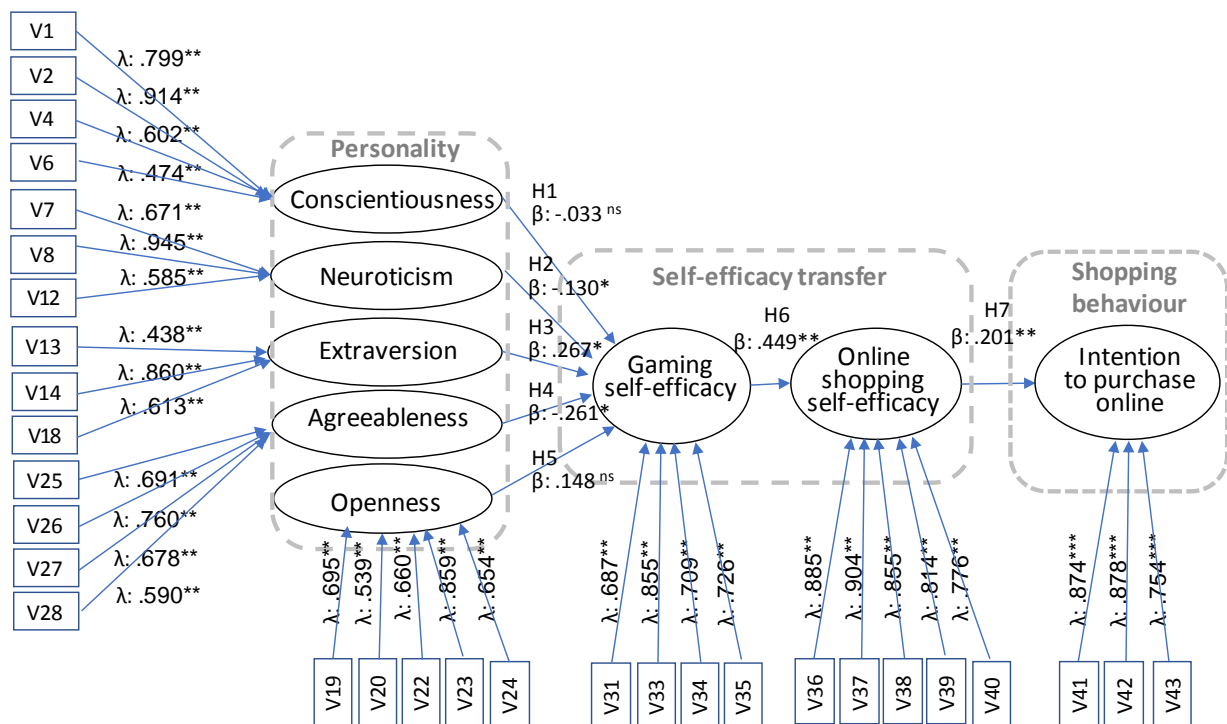 V1
λ: .799**
V2
λ: .914**
V4
λ: .602**
V6
λ: .474**
V7
λ: .671**
V8
λ: .945**
λ: .585**
V12
V13
λ: .438**
V14
λ: .860**
λ: .613**
V18
V25
λ: .691**
V26
λ: .760**
V27
λ: .678**
V28
λ: .590**
Personality
Conscientiousness
Neuroticism
Extraversion
Agreeableness
Openness
λ: .695**
λ: .539**
λ: .660**
λ: .859**
λ: .654**
V19
V20
V22
V23
V24
H1
β: -.033 ns
H2
β: -.130*
H3
β: .267*
H4
β: -.261*
H5
β: .148 ns
Self-efficacy transfer
Gaming
self-efficacy
H6
β: .449**
Online
shopping
self-efficacy
λ: .687**
λ: .855**
λ: .709**
λ: .726**
V31
V33
V34
V35
λ: .885**
λ: .904**
λ: .855**
λ: .814**
λ: .776**
V36
V37
V38
V39
V40
H7
β: .201**
Shopping
behaviour
Intention
to purchase
online
λ: .874***
λ: .878***
λ: .754***
V41
V42
V43